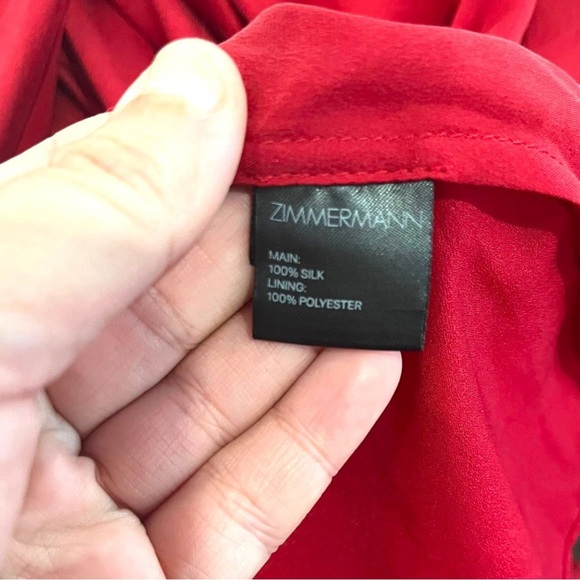 ZIMMERMANN
MAIN:
100% SILK
LINING:
100% POLYESTER